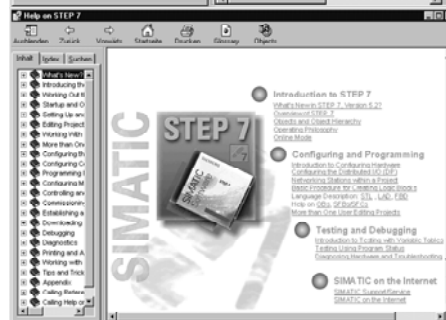 Help on STEP 7
Ausblenden Zurück Vorwärts Startseite Drucken Glossary Objects
Inhalt Index Suchen
What's New?
Introducing th
Working Out t
Startup and O
Setting Up an
Editing Project
Working With
More than One
Configuring th
Configuring C
Programming
Configuring M
Controlling an
Commissioning
Establishing a
Downloading
Debugging
Diagnostics
Printing and A
Working with
Tips and Trick
Appendix
Calling Referen
Calling Help o
SIMATIC
STEP 7
Introduction to STEP 7
What's New in STEP 7, Version 5.2?
Overview of STEP 7
Objects and Object Hierarchy
Operating Philosophy
Online Mode
Configuring and Programming
Introduction to Configuring Hardware
Configuring the Distributed I/O (DP)
Networking Stations within a Project
Basic Procedure for Creating Logic Blocks
Language Description: STL, LAD, FBD
Help on OBs, SFBs/SFCs
More than One User Editing Projects
Testing and Debugging
Introduction to Testing with Variable Tables
Testing Using Program Status
Diagnosing Hardware and Troubleshooting
SIMATIC on the Internet
SIMATIC Support/Service
SIMATIC on the Internet